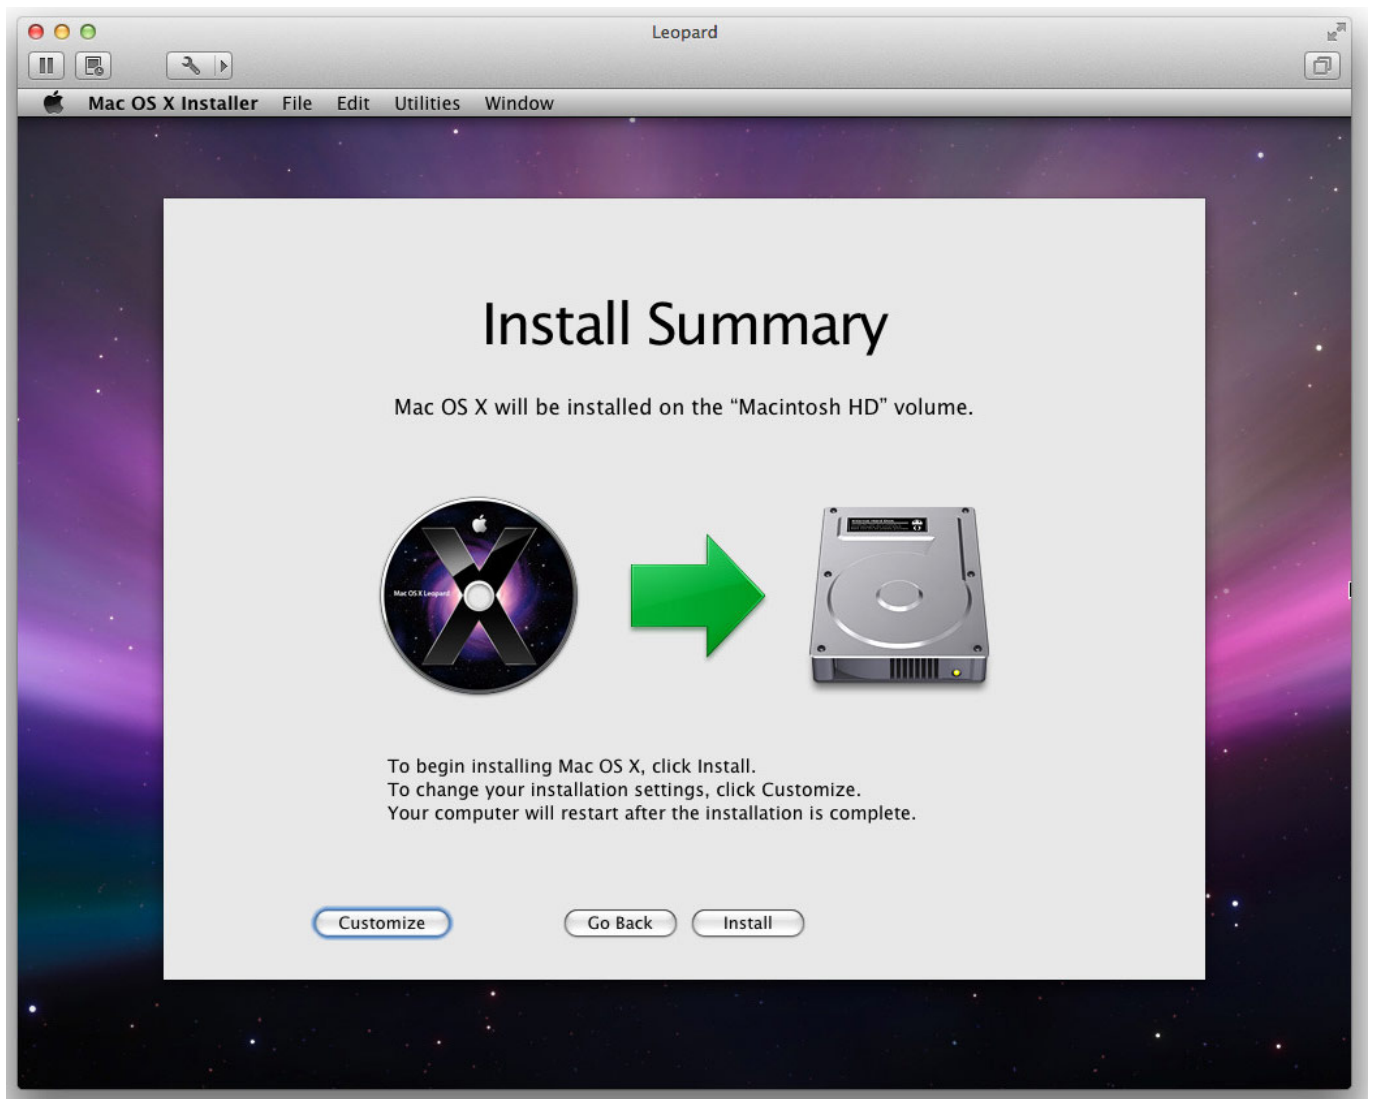 Leopard
Mac OS X Installer File Edit Utilities Window
Install Summary
Mac OS X will be installed on the “Macintosh HD” volume.
Mac OS X Leopard
To begin installing Mac OS X, click Install.
To change your installation settings, click Customize.
Your computer will restart after the installation is complete.
Customize Go Back Install